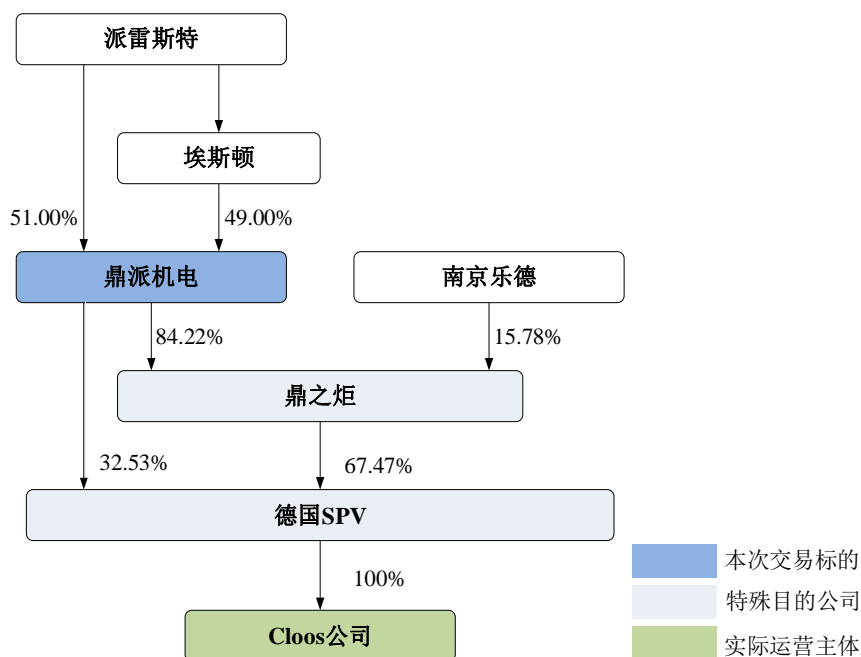 派雷斯特
埃斯顿
51.00%
49.00%
鼎派机电
南京乐德
84.22%
15.78%
鼎之炬
32.53%
67.47%
德国SPV
100%
Cloos公司
本次交易标的
特殊目的公司
实际运营主体